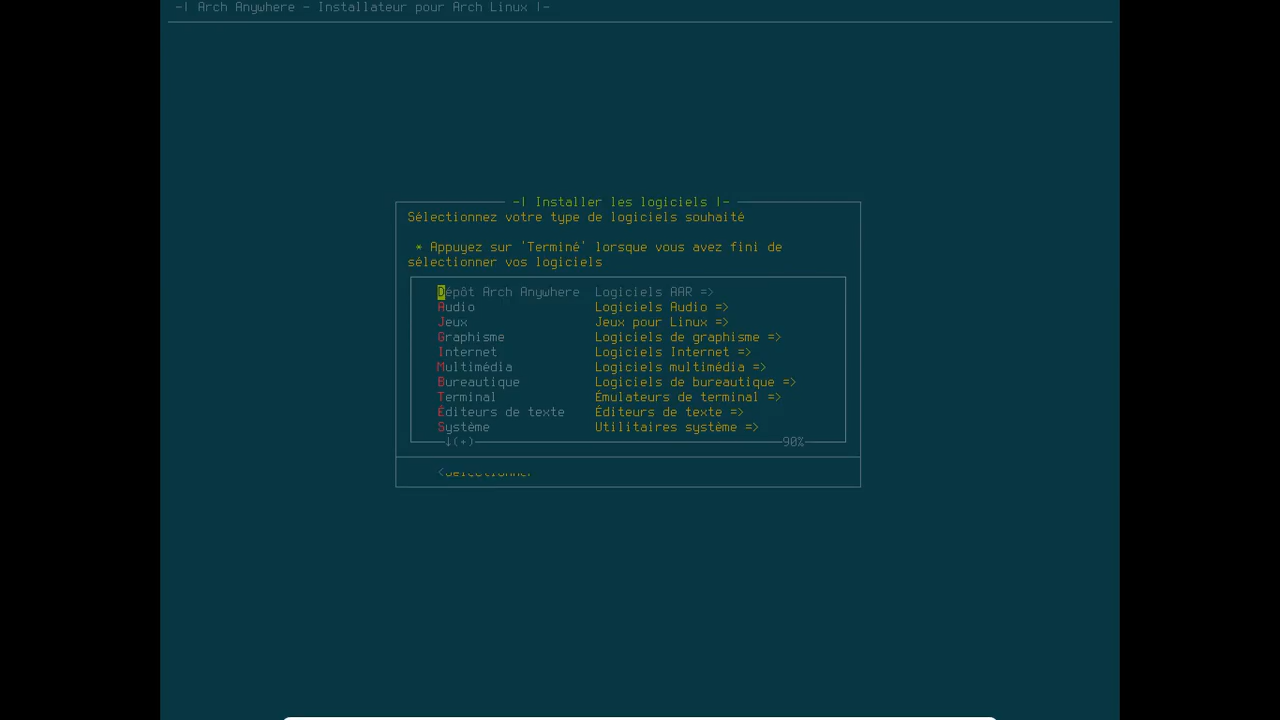 -| Arch Anywhere - Installateur pour Arch Linux |-
-| Installer les logiciels |-
Sélectionnez votre type de logiciels souhaité
* Appuyez sur 'Terminé' lorsque vous avez fini de
sélectionner vos logiciels
Dépôt Arch Anywhere Logiciels AAR =>
Audio Logiciels Audio =>
Jeux Jeux pour Linux =>
Graphisme Logiciels de graphisme =>
Internet Logiciels Internet =>
Multimédia Logiciels multimédia =>
Bureautique Logiciels de bureautique =>
Terminal Émulateurs de terminal =>
Éditeurs de texte Éditeurs de texte =>
Système Utilitaires système =>
↓(+) 90%